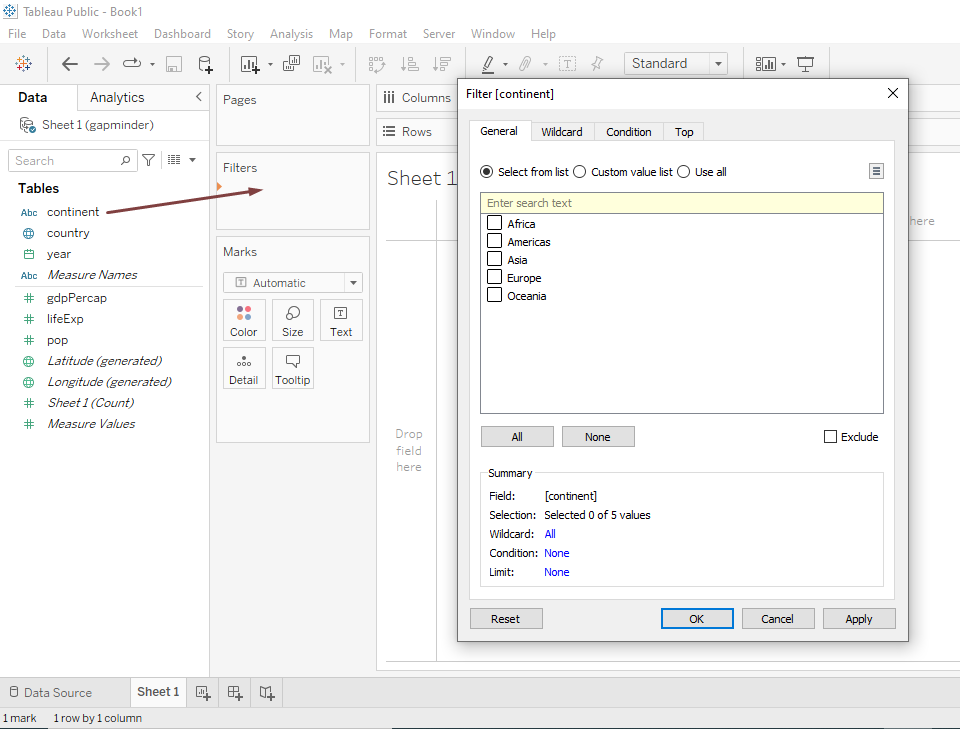 Tableau Public - Book1
File Data Worksheet Dashboard Story Analysis Map Format Server Window Help
Standard
Data Analytics
Sheet 1 (gapminder)
Search
Tables
Abc continent
country
year
Abc Measure Names
gdpPercap
lifeExp
pop
Latitude (generated)
Longitude (generated)
Sheet 1 (Count)
Measure Values
Pages
Filters
Marks
Automatic
Color Size Text
Detail Tooltip
Columns
Rows
Sheet 1
here
Drop
field
here
Filter [continent]
General Wildcard Condition Top
Select from list Custom value list Use all
Enter search text
Africa
Americas
Asia
Europe
Oceania
All None Exclude
Summary
Field: [continent]
Selection: Selected 0 of 5 values
Wildcard: All
Condition: None
Limit: None
Reset OK Cancel Apply
Data Source Sheet 1
1 mark 1 row by 1 column